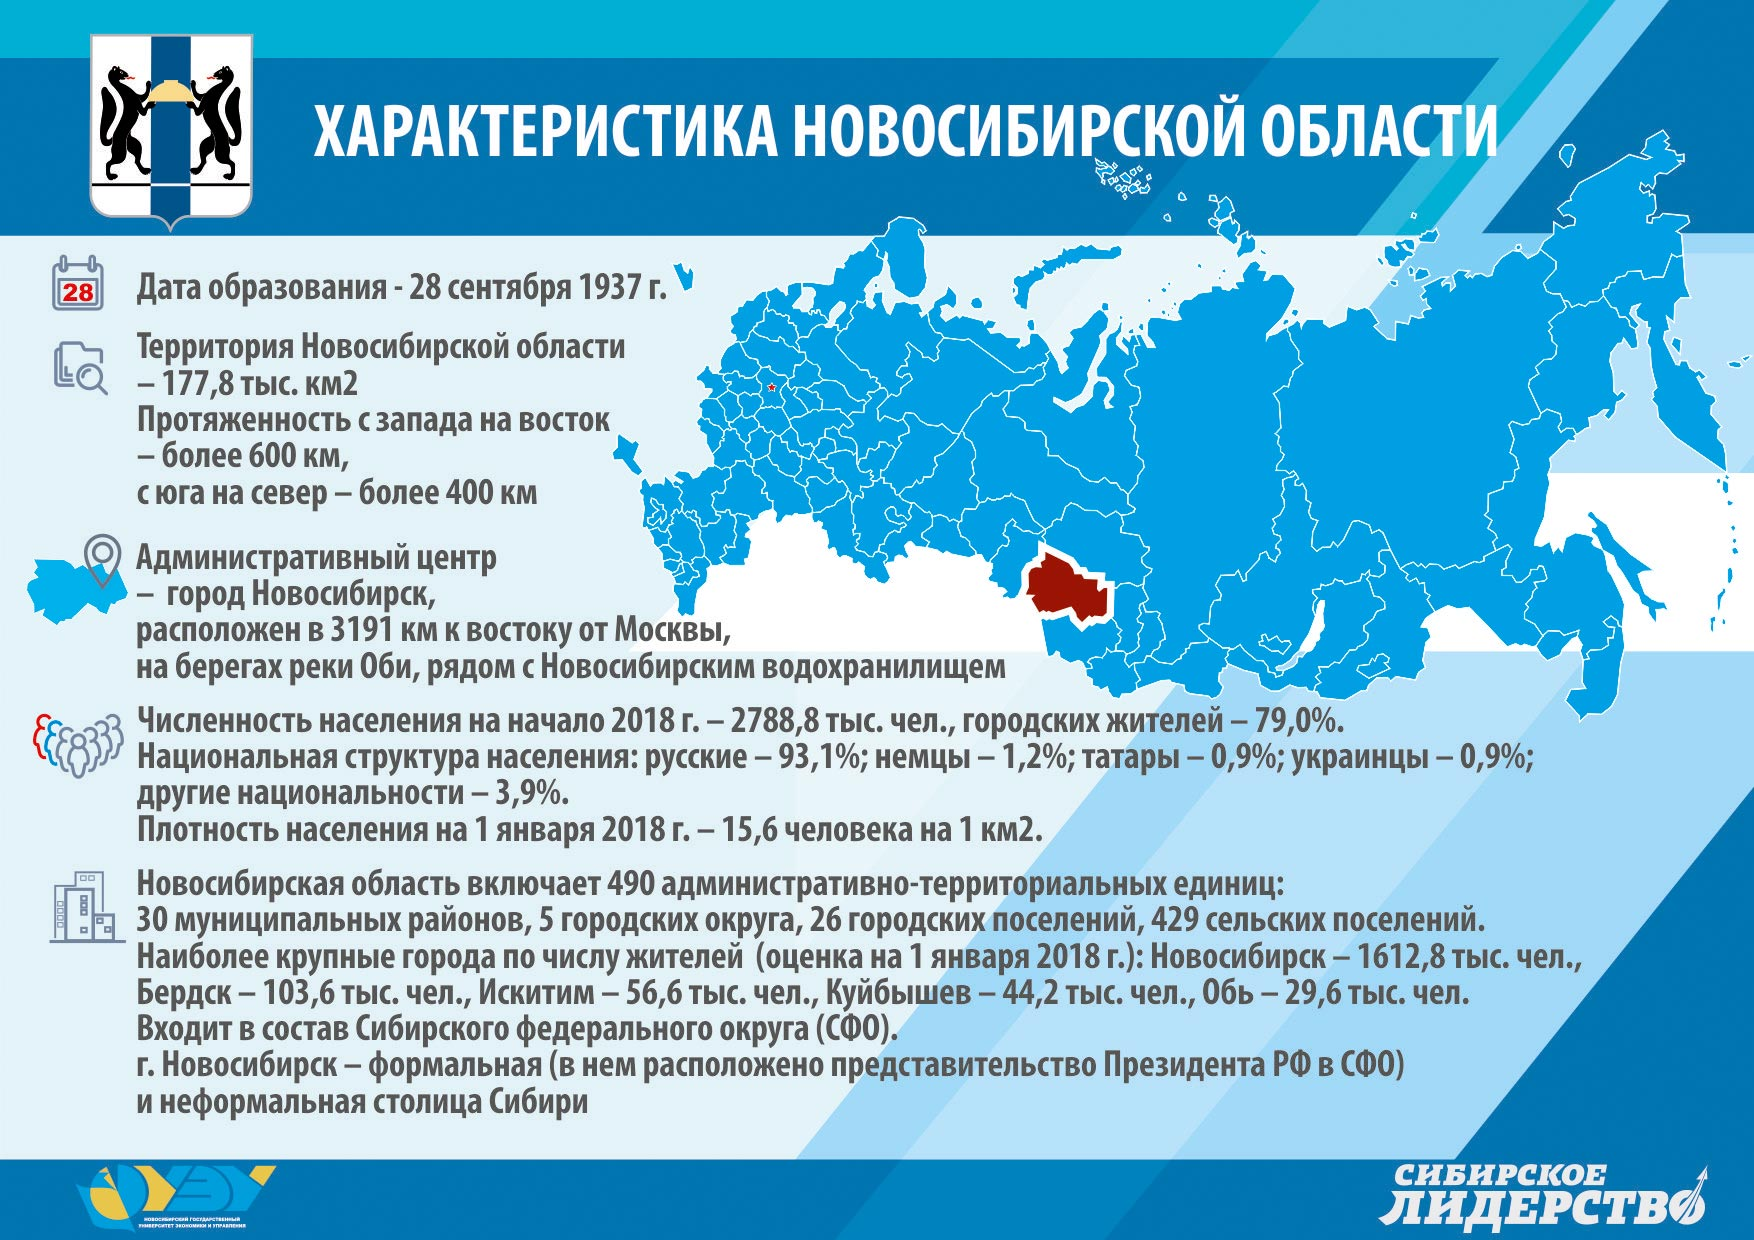 ХАРАКТЕРИСТИКА НОВОСИБИРСКОЙ ОБЛАСТИ
28
Дата образования - 28 сентября 1937 г.
Территория Новосибирской области
– 177,8 тыс. км2
Протяженность с запада на восток
– более 600 км,
с юга на север – более 400 км
Административный центр
– город Новосибирск,
расположен в 3191 км к востоку от Москвы,
на берегах реки Оби, рядом с Новосибирским водохранилищем
Численность населения на начало 2018 г. – 2788,8 тыс. чел., городских жителей – 79,0%.
Национальная структура населения: русские – 93,1%; немцы – 1,2%; татары – 0,9%; украинцы – 0,9%;
другие национальности – 3,9%.
Плотность населения на 1 января 2018 г. – 15,6 человека на 1 км2.
Новосибирская область включает 490 административно-территориальных единиц:
30 муниципальных районов, 5 городских округа, 26 городских поселений, 429 сельских поселений.
Наиболее крупные города по числу жителей (оценка на 1 января 2018 г.): Новосибирск – 1612,8 тыс. чел.,
Бердск – 103,6 тыс. чел., Искитим – 56,6 тыс. чел., Куйбышев – 44,2 тыс. чел., Обь – 29,6 тыс. чел.
Входит в состав Сибирского федерального округа (СФО).
г. Новосибирск – формальная (в нем расположено представительство Президента РФ в СФО)
и неформальная столица Сибири
УЭУ
НОВОСИБИРСКИЙ ГОСУДАРСТВЕННЫЙ
УНИВЕРСИТЕТ ЭКОНОМИКИ И УПРАВЛЕНИЯ
СИБИРСКОЕ
ЛИДЕРСТВО